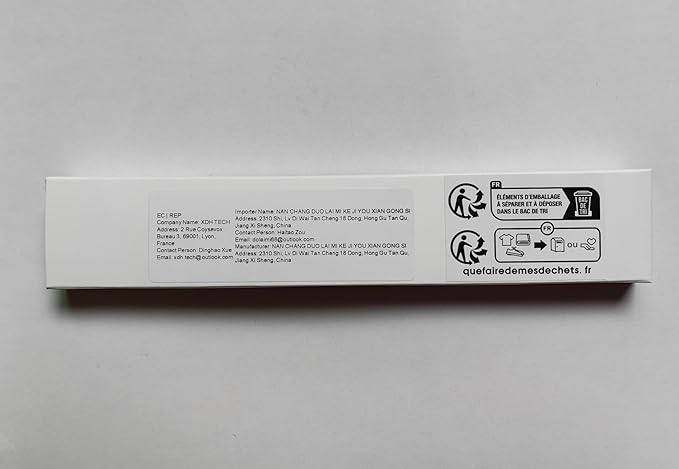 EC | REP
Company Name: XDH TECH
Address: 2 Rue Coysevox
Bureau 3, 69001, Lyon,
France
Contact Person: Dinghao Xue
Email: xdh.tech@outlook.com
Importer Name: NAN CHANG DUO LAI MI KE JI YOU XIAN GONG SI
Address: 2310 Shi, Lv Di Wai Tan Cheng 18 Dong, Hong Gu Tan Qu,
Jiang Xi Sheng, China
Contact Person: Haitao Zou
Email: dolaimi68@outlook.com
Manufacturer: NAN CHANG DUO LAI MI KE JI YOU XIAN GONG SI
Address: 2310 Shi, Lv Di Wai Tan Cheng 18 Dong, Hong Gu Tan Qu,
Jiang Xi Sheng, China
FR
ÉLÉMENTS D'EMBALLAGE
À SÉPARER ET À DÉPOSER
DANS LE BAC DE TRI
BAC
DE
TRI
FR
ou
quefairedemesdechets.fr